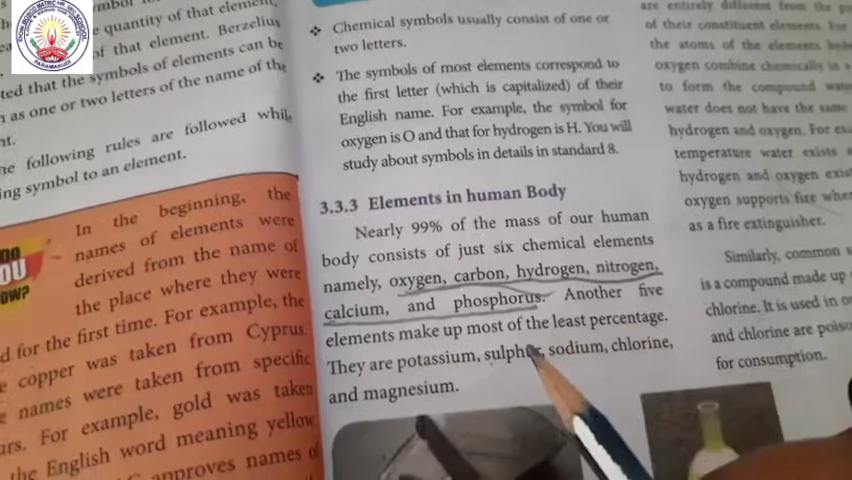 quantity of that element,
of that element. Berzelius
ted that the symbols of elements can be
as one or two letters of the name of the
following rules are followed while
ing symbol to an element.
DO
YOU
In the beginning, the
names of elements were
derived from the name of
the place where they were
d for the first time. For example, the
copper was taken from Cyprus.
names were taken from specific
For example, gold was taken
the English word meaning yellow
approves names of
❖ Chemical symbols usually consist of one or
two letters.
❖ The symbols of most elements correspond to
the first letter (which is capitalized) of their
English name. For example, the symbol for
oxygen is O and that for hydrogen is H. You will
study about symbols in details in standard 8.
3.3.3 Elements in human Body
Nearly 99% of the mass of our human
body consists of just six chemical elements
namely, oxygen, carbon, hydrogen, nitrogen,
calcium, and phosphorus. Another five
elements make up most of the least percentage.
They are potassium, sulphur, sodium, chlorine,
and magnesium.
are entirely different from the
of their constituent elements. For
the atoms of the elements
oxygen combine chemically in a
to form the compound
water does not have the same
hydrogen and oxygen. For
temperature water exists
hydrogen and oxygen
oxygen supports fire
as a fire extinguisher.
Similarly, common
is a compound made up
chlorine. It is used in
and chlorine are
for consumption.